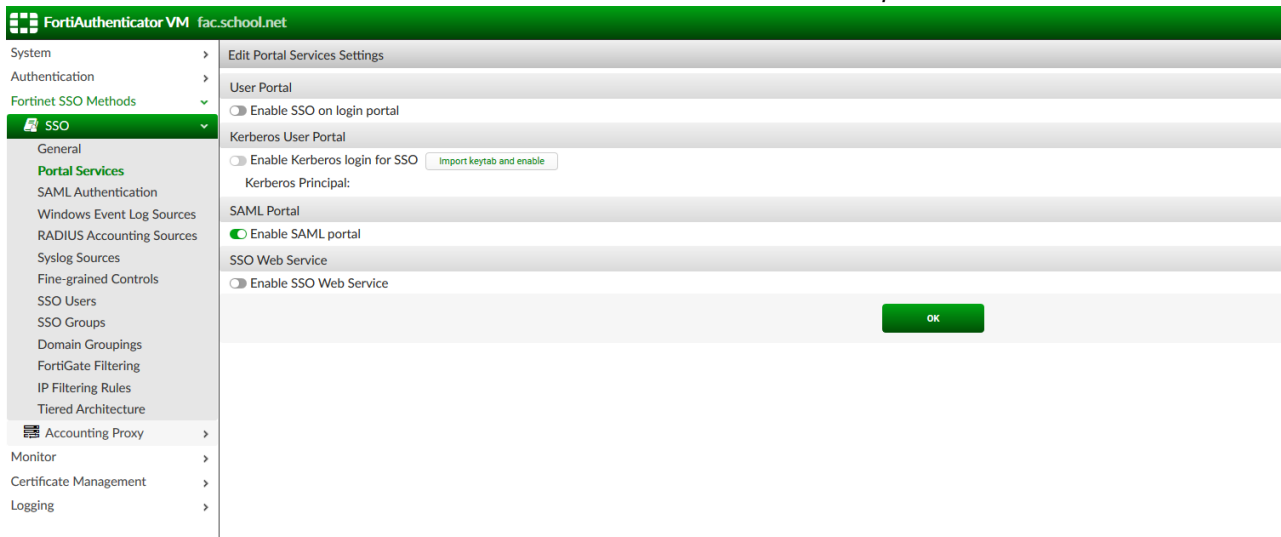 FortiAuthenticator VM fac.school.net
System
Authentication
Fortinet SSO Methods
SSO
General
Portal Services
SAML Authentication
Windows Event Log Sources
RADIUS Accounting Sources
Syslog Sources
Fine-grained Controls
SSO Users
SSO Groups
Domain Groupings
FortiGate Filtering
IP Filtering Rules
Tiered Architecture
Accounting Proxy
Monitor
Certificate Management
Logging
Edit Portal Services Settings
User Portal
Enable SSO on login portal
Kerberos User Portal
Enable Kerberos login for SSO Import keytab and enable
Kerberos Principal:
SAML Portal
Enable SAML portal
SSO Web Service
Enable SSO Web Service
OK